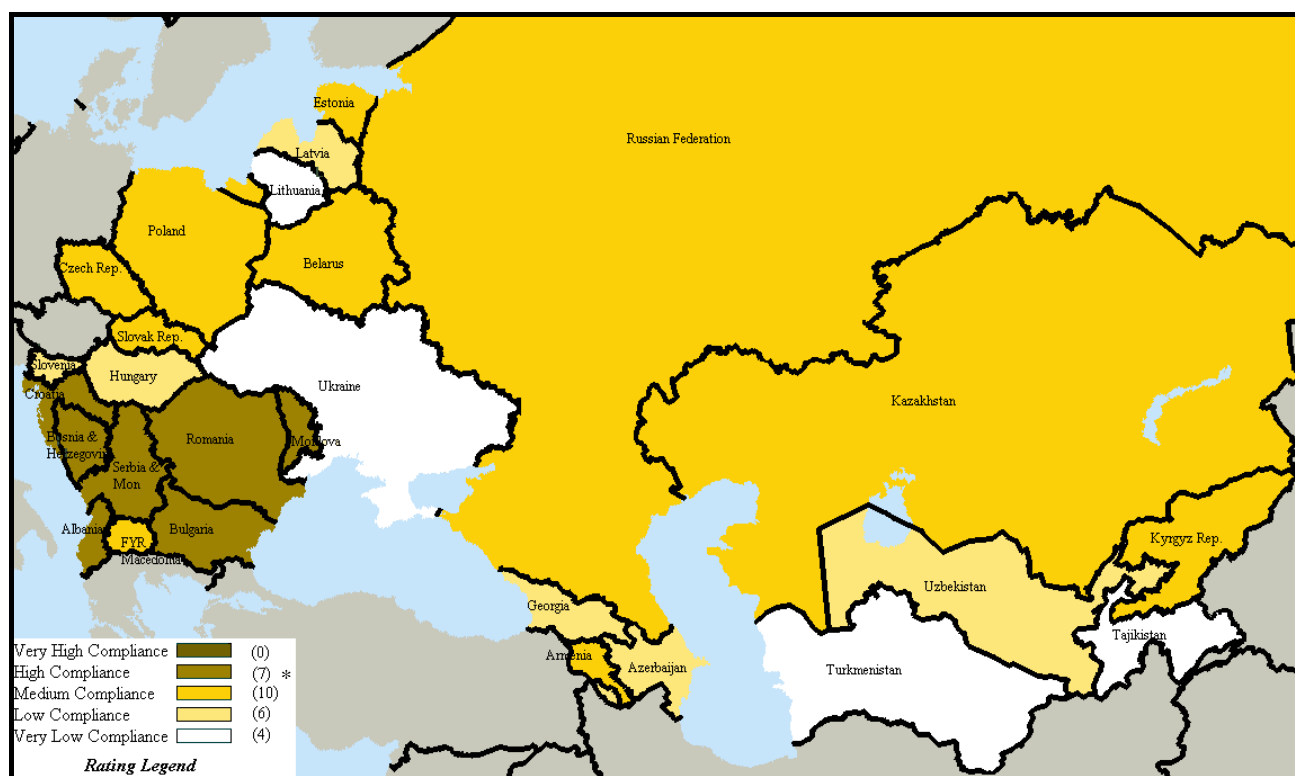 Estonia
Russian Federation
Latvia
Lithuania
Poland
Belarus
Czech Rep.
Slovak Rep.
Slovenia
Hungary
Ukraine
Croatia
Kazakhstan
Bosnia &
Herzegovin
Romania
Moldova
Serbia &
Mon
Albania
Bulgaria
FYR
Macedonia
Kyrgyz Rep.
Uzbekistan
Georgia
Tajikistan
Armenia
Azerbaijan
Turkmenistan
Very High Compliance (0)
High Compliance (7) *
Medium Compliance (10)
Low Compliance (6)
Very Low Compliance (4)
Rating Legend